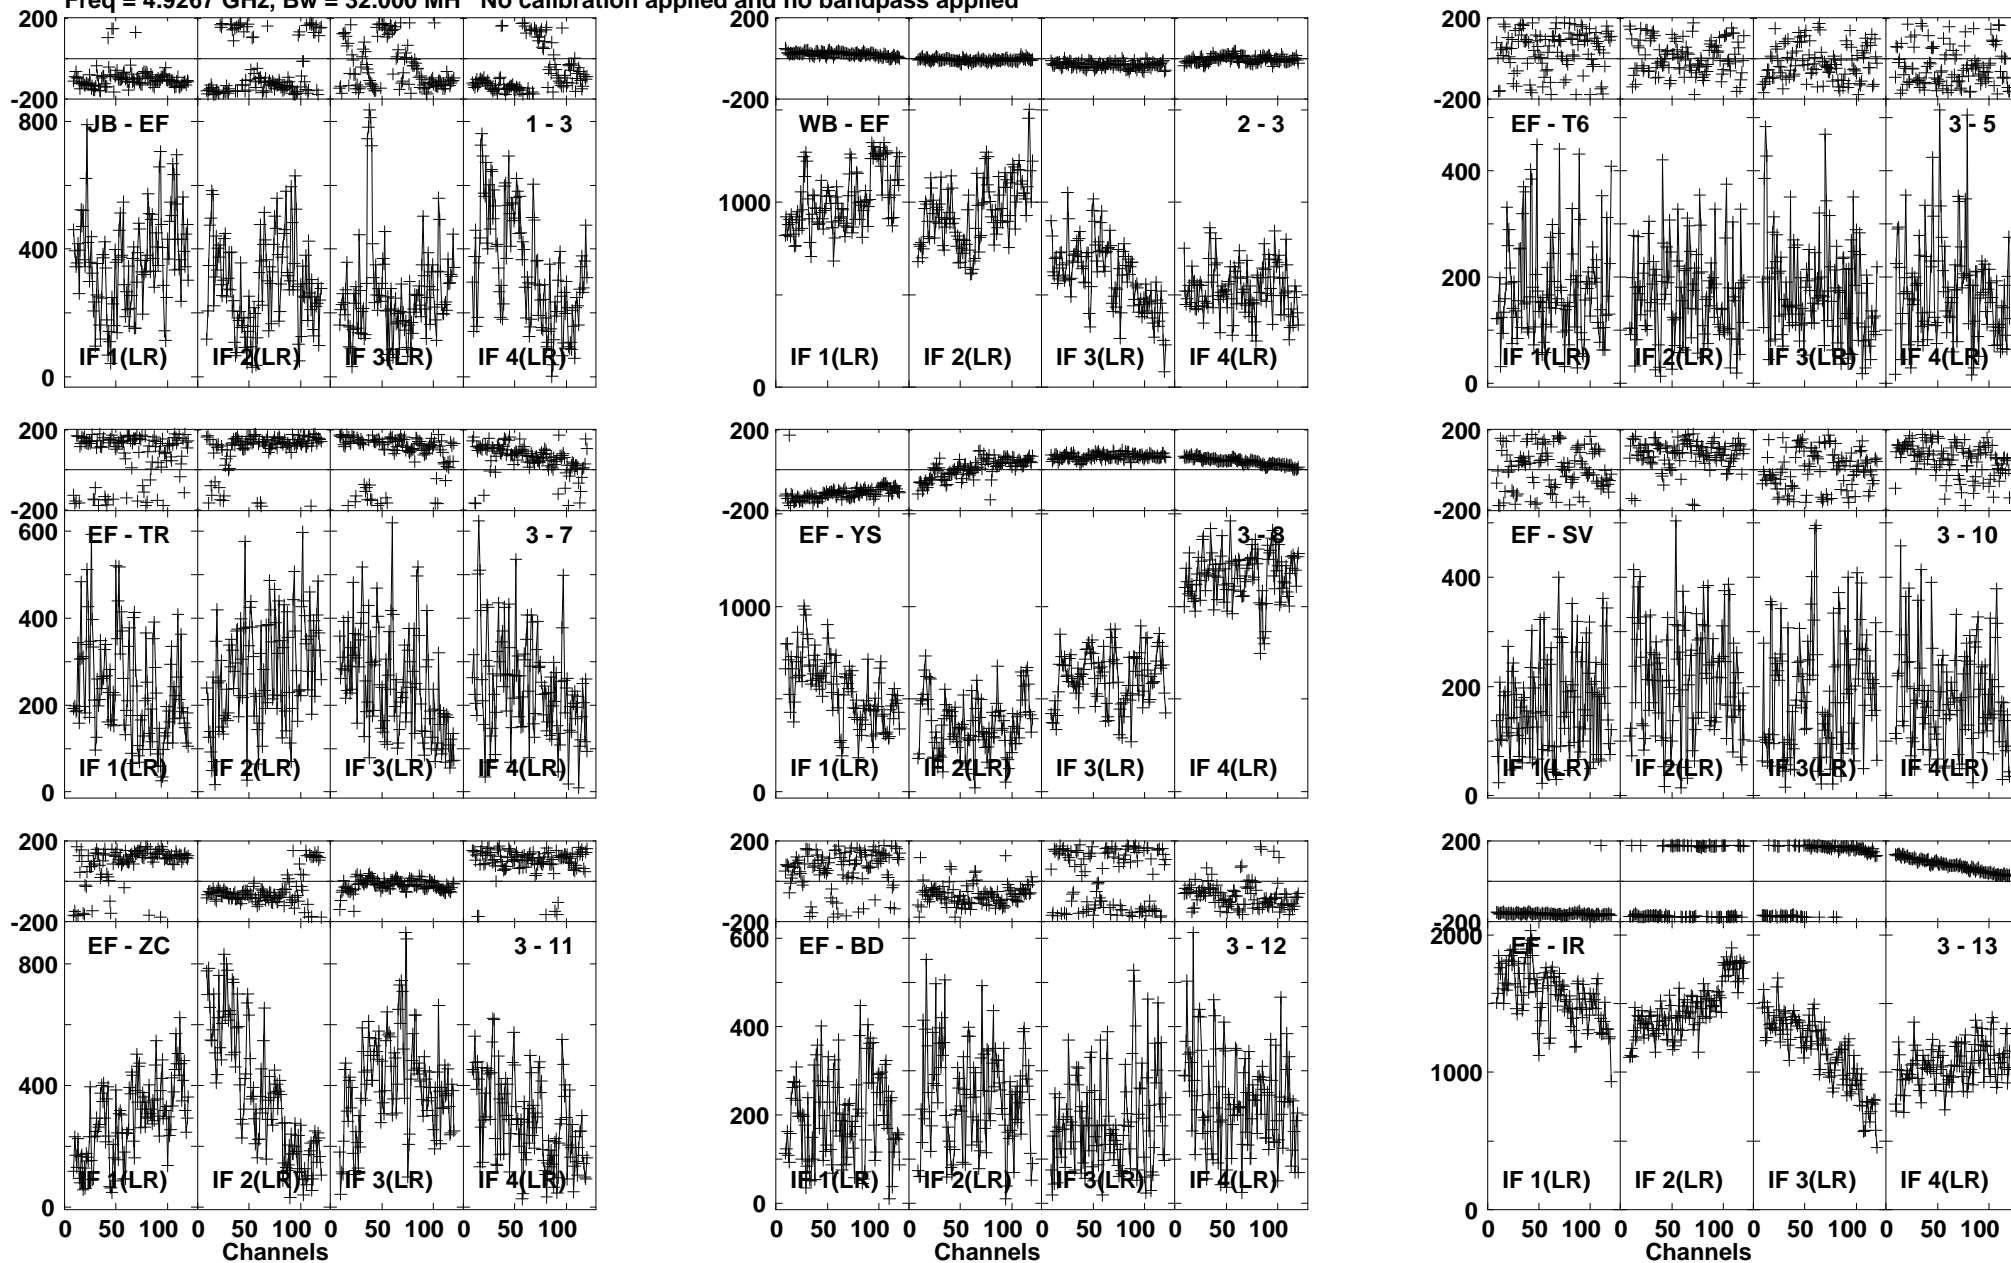 Freq = 4.9267 GHz, Bw = 32.000 MH No calibration applied and no bandpass applied
200 200 200
-200 -200 -200
800 JB - EF 1 - 3 WB - EF 2 - 3 EF - T6 3 - 5
400
1000
400
200
IF 1(LR) IF 2(LR) IF 3(LR) IF 4(LR) IF 1(LR) IF 2(LR) IF 3(LR) IF 4(LR) IF 1(LR) IF 2(LR) IF 3(LR) IF 4(LR)
0 0 0
200 200 200
-200 -200 -200
600 EF - TR 3 - 7 EF - YS 3 - 8 EF - SV 3 - 10
400
1000
400
200
200
IF 1(LR) IF 2(LR) IF 3(LR) IF 4(LR) IF 1(LR) IF 2(LR) IF 3(LR) IF 4(LR) IF 1(LR) IF 2(LR) IF 3(LR) IF 4(LR)
0 0 0
200 200 200
-200 -200 -200
800 EF - ZC 3 - 11 600 EF - BD 3 - 12 2000 EF - IR 3 - 13
400
400
1000
200
IF 1(LR) IF 2(LR) IF 3(LR) IF 4(LR) IF 1(LR) IF 2(LR) IF 3(LR) IF 4(LR) IF 1(LR) IF 2(LR) IF 3(LR) IF 4(LR)
0 0 0
0 50 100 0 50 100 0 50 100 0 50 100 0 50 100 0 50 100 0 50 100 0 50 100 0 50 100 0 50 100 0 50 100 0 50 100
Channels Channels Channels